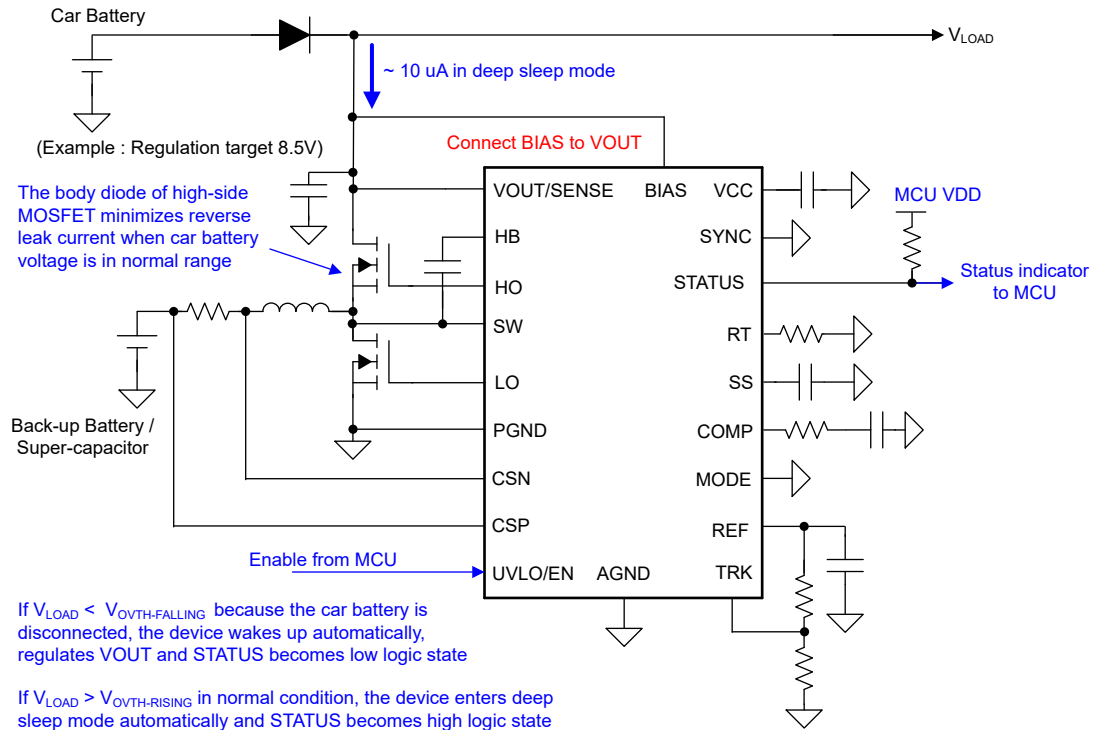 Car Battery
V_LOAD
~ 10 uA in deep sleep mode
(Example : Regulation target 8.5V)
Connect BIAS to VOUT
The body diode of high-side
MOSFET minimizes reverse
leak current when car battery
voltage is in normal range
VOUT/SENSE
BIAS
VCC
MCU VDD
HB
SYNC
HO
STATUS
Status indicator
to MCU
SW
RT
LO
SS
Back-up Battery /
Super-capacitor
PGND
COMP
CSN
MODE
CSP
REF
Enable from MCU
UVLO/EN
AGND
TRK
If V_LOAD < V_OVTH-FALLING because the car battery is
disconnected, the device wakes up automatically,
regulates VOUT and STATUS becomes low logic state
If V_LOAD > V_OVTH-RISING in normal condition, the device enters deep
sleep mode automatically and STATUS becomes high logic state